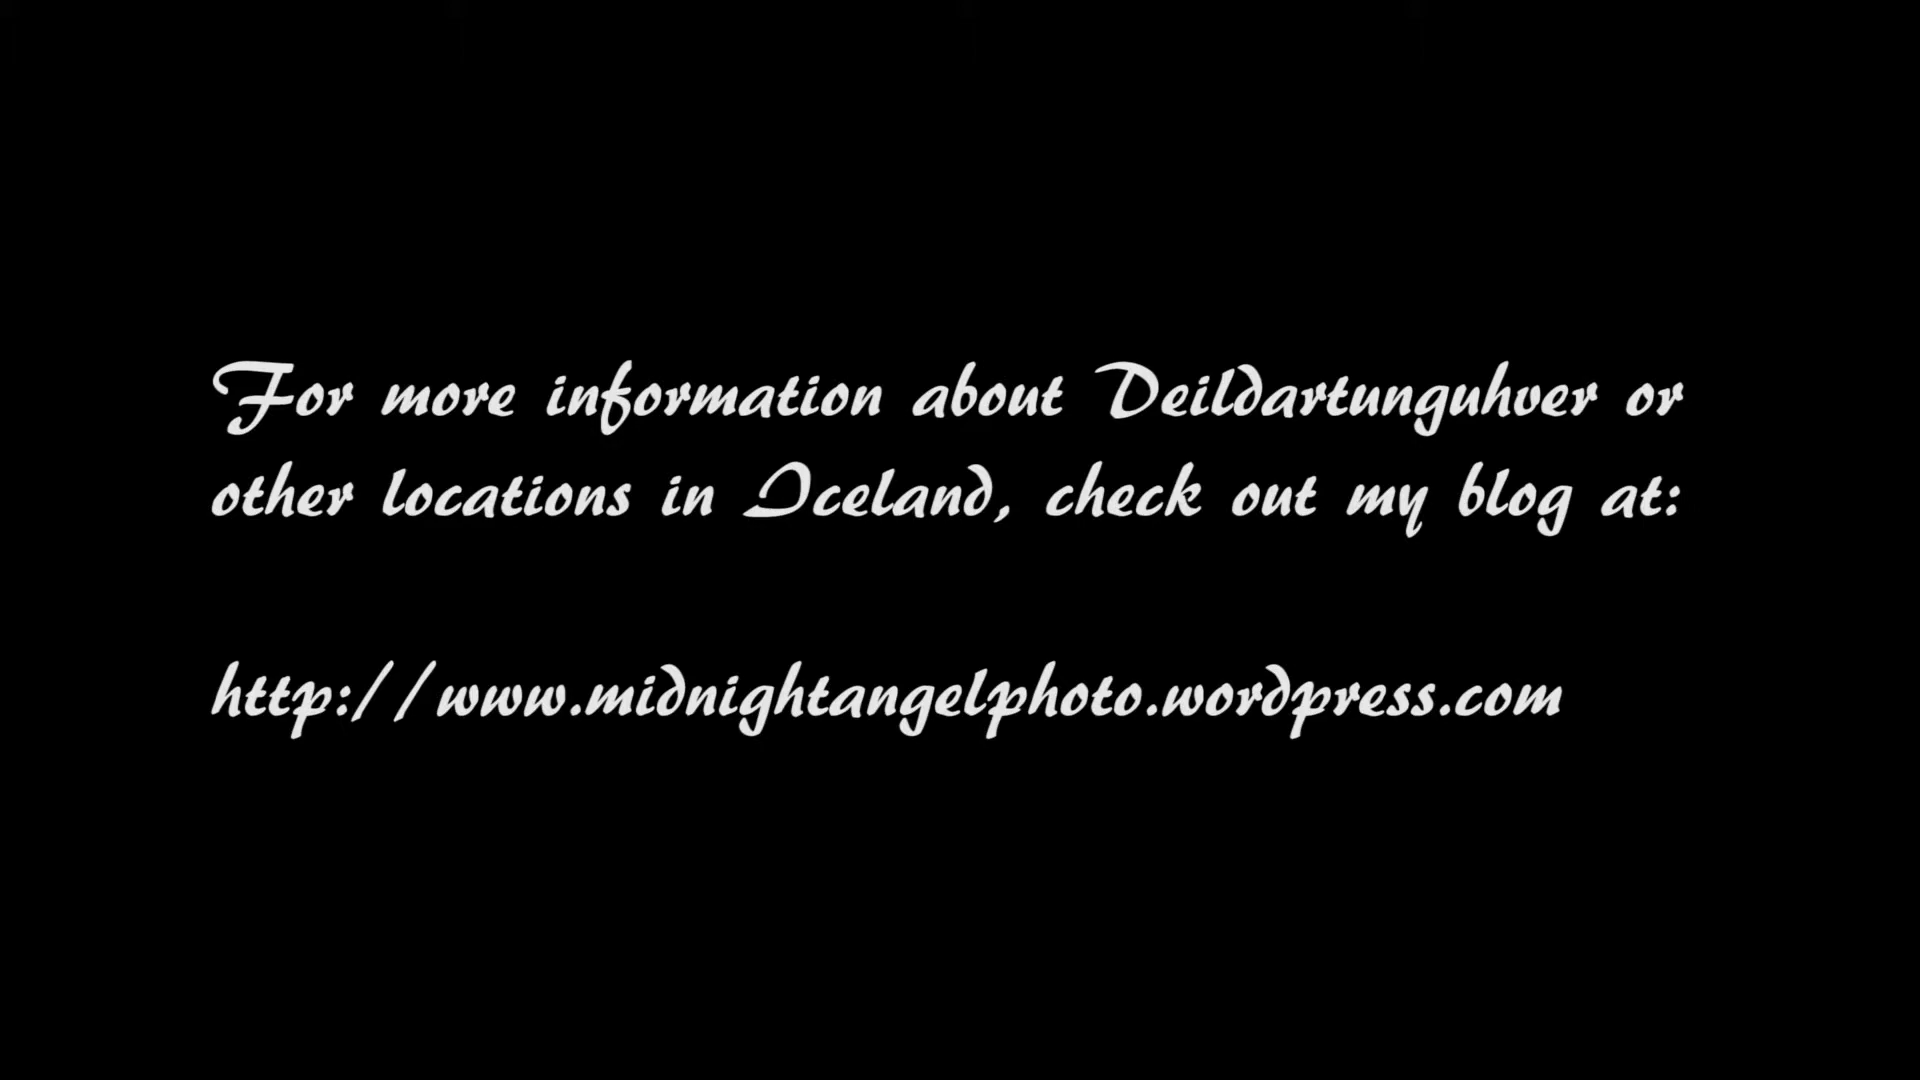 For more information about Deildartunguhver or
other locations in Iceland, check out my blog at:
http://www.midnightangelphoto.wordpress.com